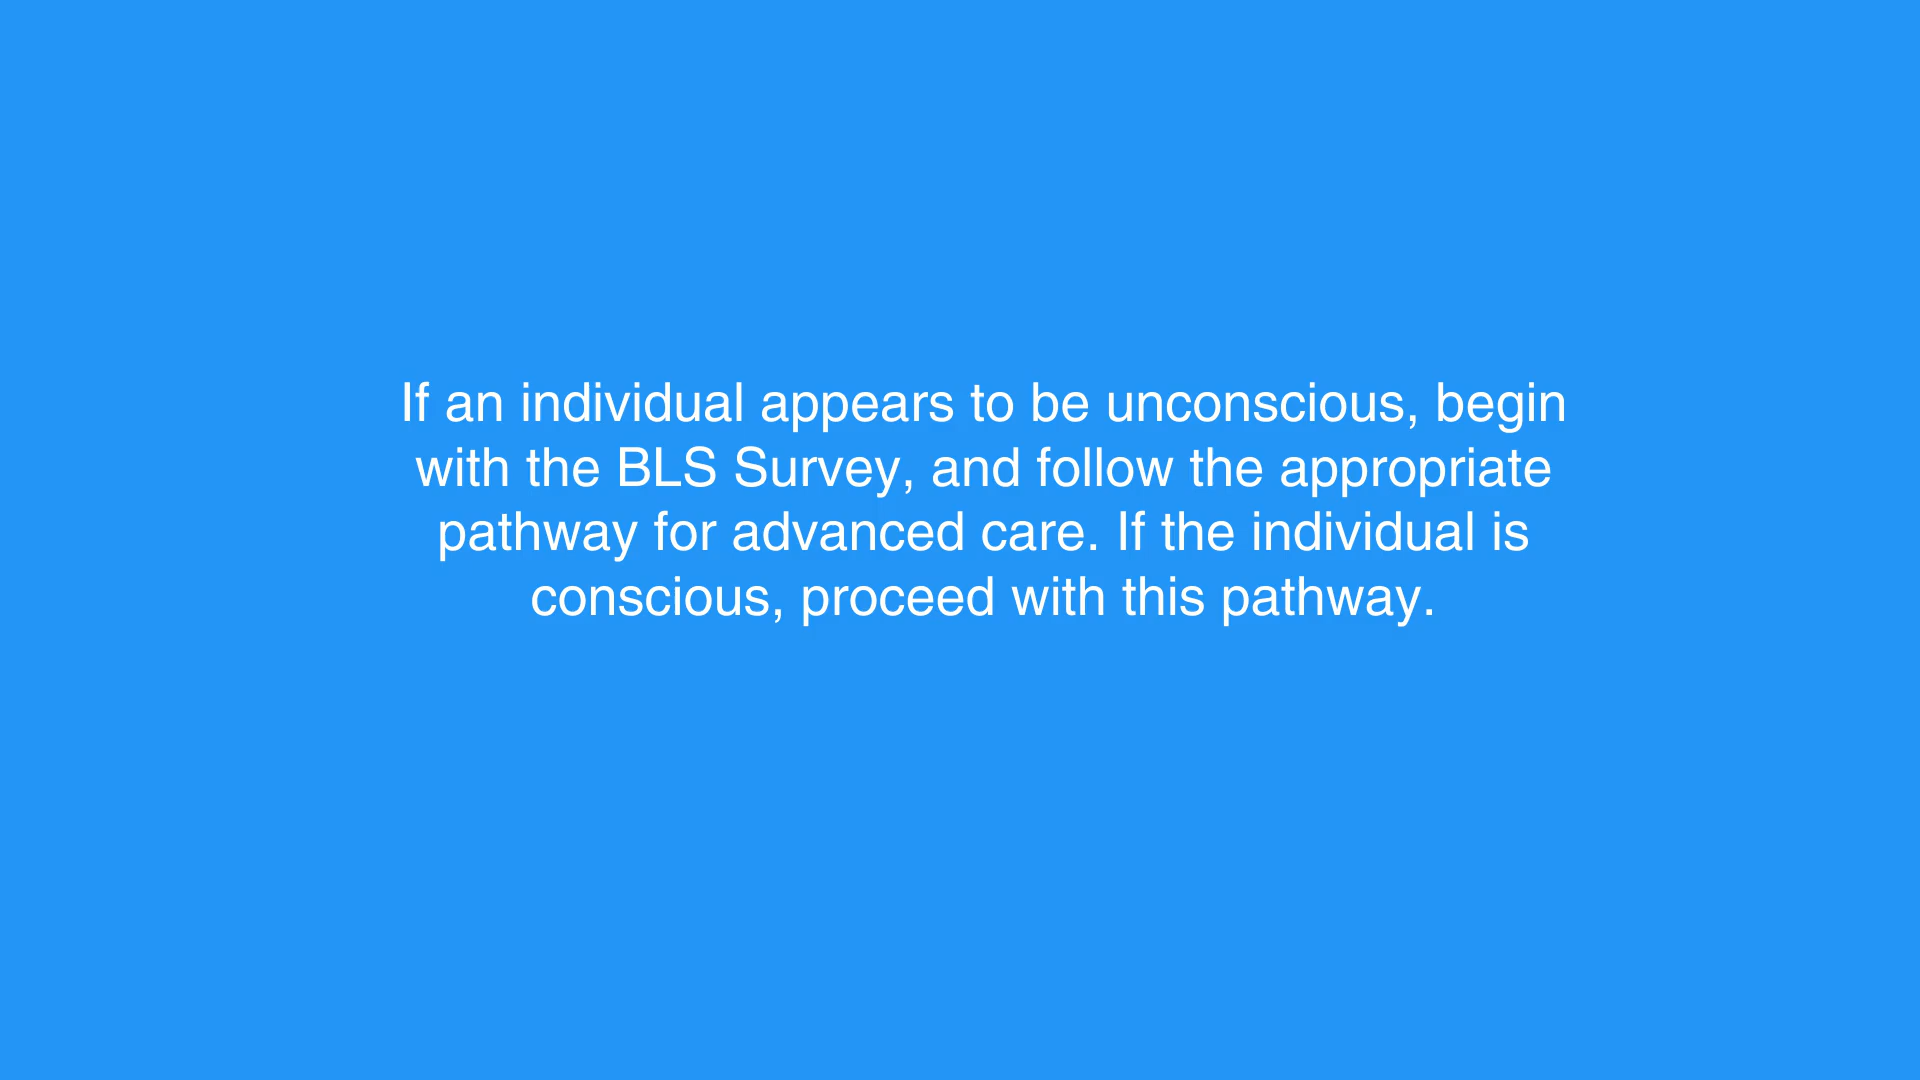 If an individual appears to be unconscious, begin
with the BLS Survey, and follow the appropriate
pathway for advanced care. If the individual is
conscious, proceed with this pathway.